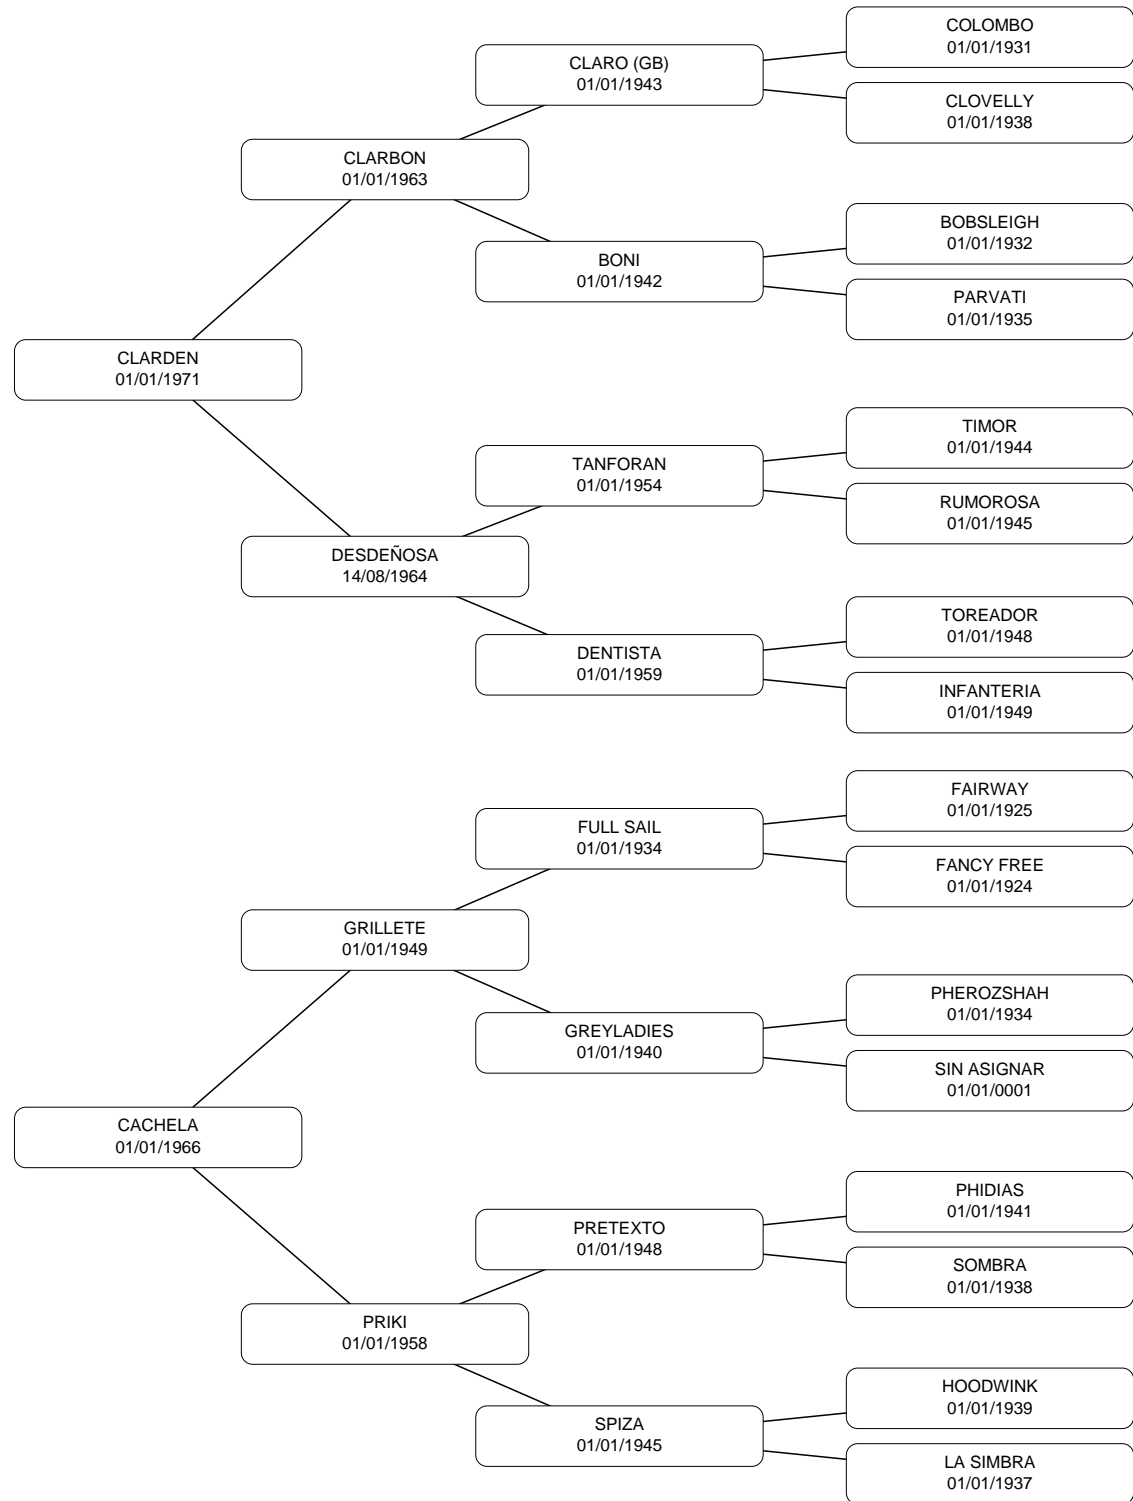 COLOMBO
01/01/1931
CLARO (GB)
01/01/1943
CLOVELLY
01/01/1938
CLARBON
01/01/1963
BOBSLEIGH
01/01/1932
BONI
01/01/1942
PARVATI
01/01/1935
CLARDEN
01/01/1971
TIMOR
01/01/1944
TANFORAN
01/01/1954
RUMOROSA
01/01/1945
DESDEÑOSA
14/08/1964
TOREADOR
01/01/1948
DENTISTA
01/01/1959
INFANTERIA
01/01/1949
FAIRWAY
01/01/1925
FULL SAIL
01/01/1934
FANCY FREE
01/01/1924
GRILLETE
01/01/1949
PHEROZSHAH
01/01/1934
GREYLADIES
01/01/1940
SIN ASIGNAR
01/01/0001
CACHELA
01/01/1966
PHIDIAS
01/01/1941
PRETEXTO
01/01/1948
SOMBRA
01/01/1938
PRIKI
01/01/1958
HOODWINK
01/01/1939
SPIZA
01/01/1945
LA SIMBRA
01/01/1937